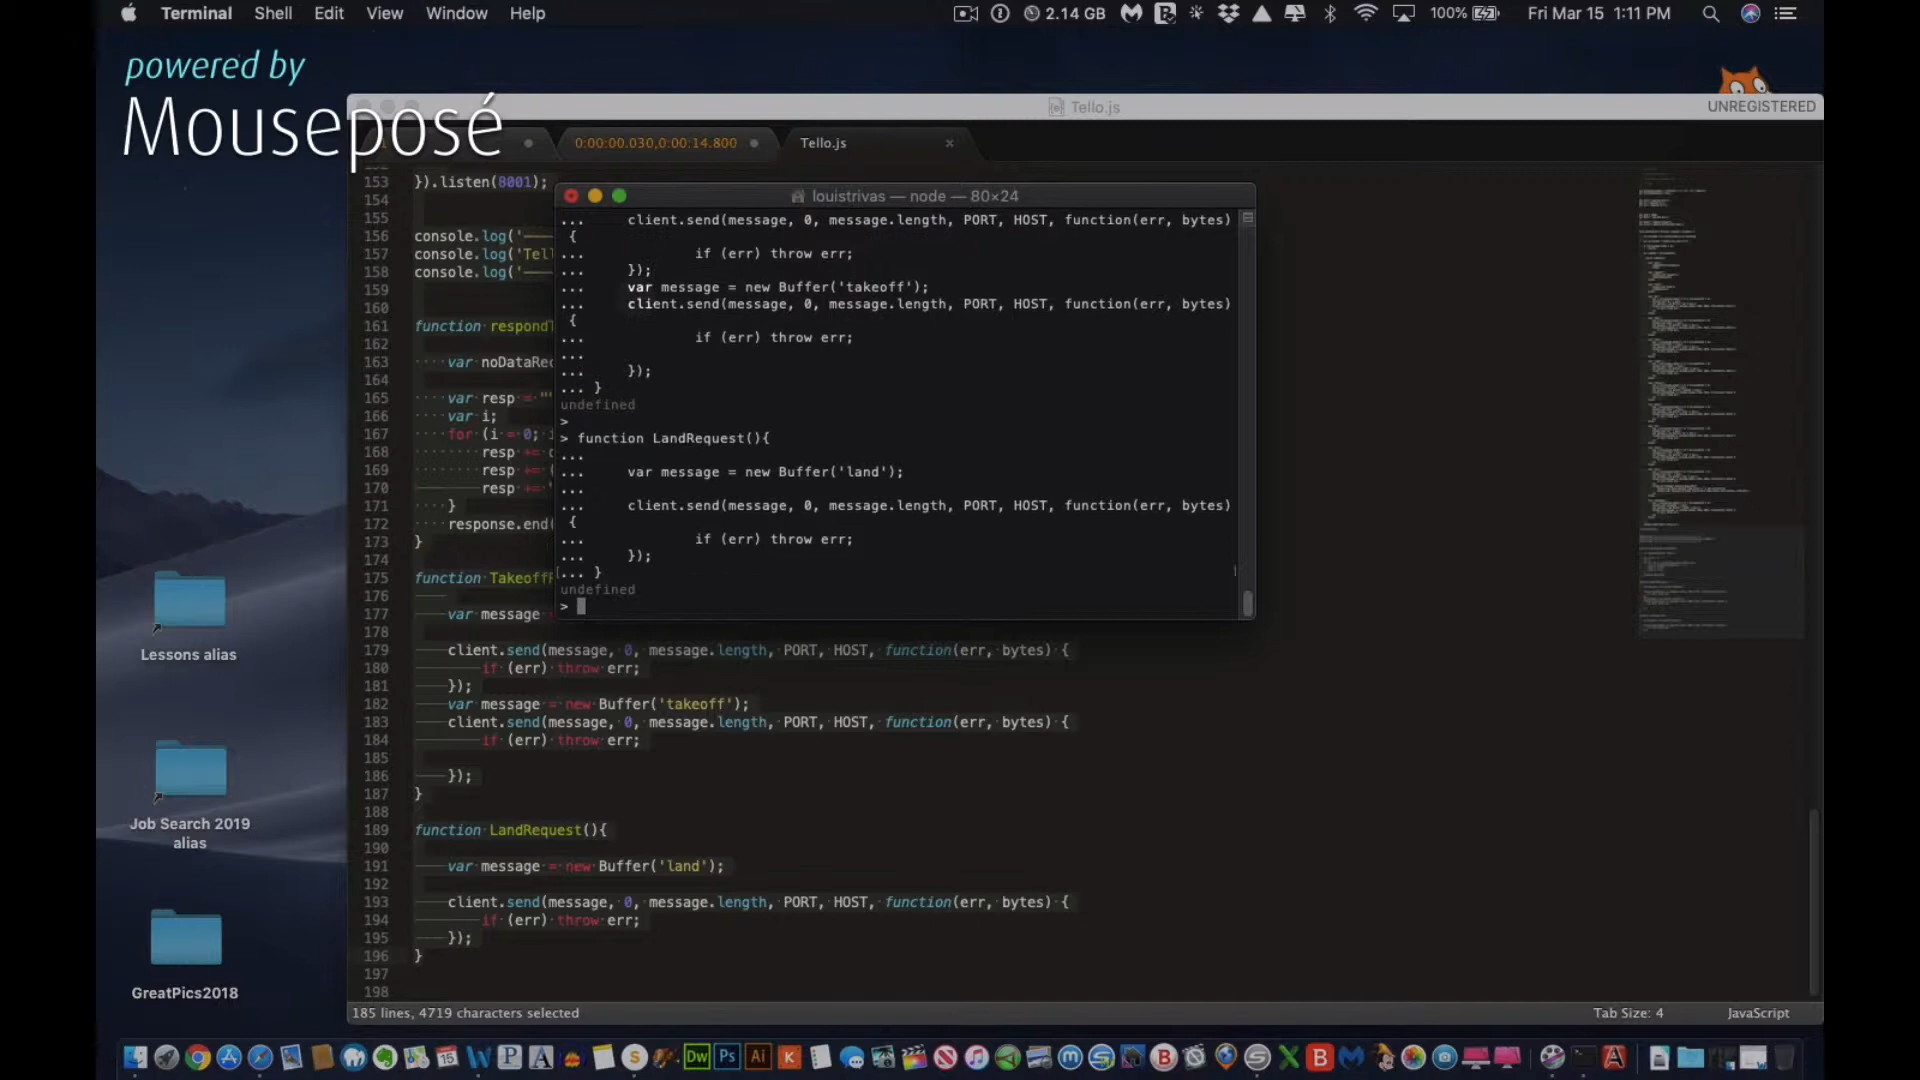 Terminal Shell Edit View Window Help 2.14 GB 100% Fri Mar 15 1:11 PM
powered by
Mouseposé
Tello.js
UNREGISTERED
0:00:00.030,0:00:14.800 Tello.js
153 }).listen(8001);
154
155
156 console.log('
157 console.log('Tel
158 console.log('
159
160
161 function respondT
162
163 var noDataRec
164
165 var resp = ""
166 var i;
167 for (i = 0; i
168 resp +=
169 resp += (
170 resp += '
171 }
172 response.end(
173 }
174
175 function TakeoffR
176
177 var message
178
179 client.send(message, 0, message.length, PORT, HOST, function(err, bytes) {
180 if (err) throw err;
181 });
182 var message = new Buffer('takeoff');
183 client.send(message, 0, message.length, PORT, HOST, function(err, bytes) {
184 if (err) throw err;
185
186 });
187 }
188
189 function LandRequest(){
190
191 var message = new Buffer('land');
192
193 client.send(message, 0, message.length, PORT, HOST, function(err, bytes) {
194 if (err) throw err;
195 });
196 }
197
198
louistrivas — node — 80×24
... client.send(message, 0, message.length, PORT, HOST, function(err, bytes)
{
... if (err) throw err;
... });
... var message = new Buffer('takeoff');
... client.send(message, 0, message.length, PORT, HOST, function(err, bytes)
{
... if (err) throw err;
...
... });
... }
undefined
>
> function LandRequest(){
...
... var message = new Buffer('land');
...
... client.send(message, 0, message.length, PORT, HOST, function(err, bytes)
{
... if (err) throw err;
... });
... }
undefined
>
Lessons alias
Job Search 2019
alias
GreatPics2018
185 lines, 4719 characters selected Tab Size: 4 JavaScript
15 W P A S Dw Ps Ai K